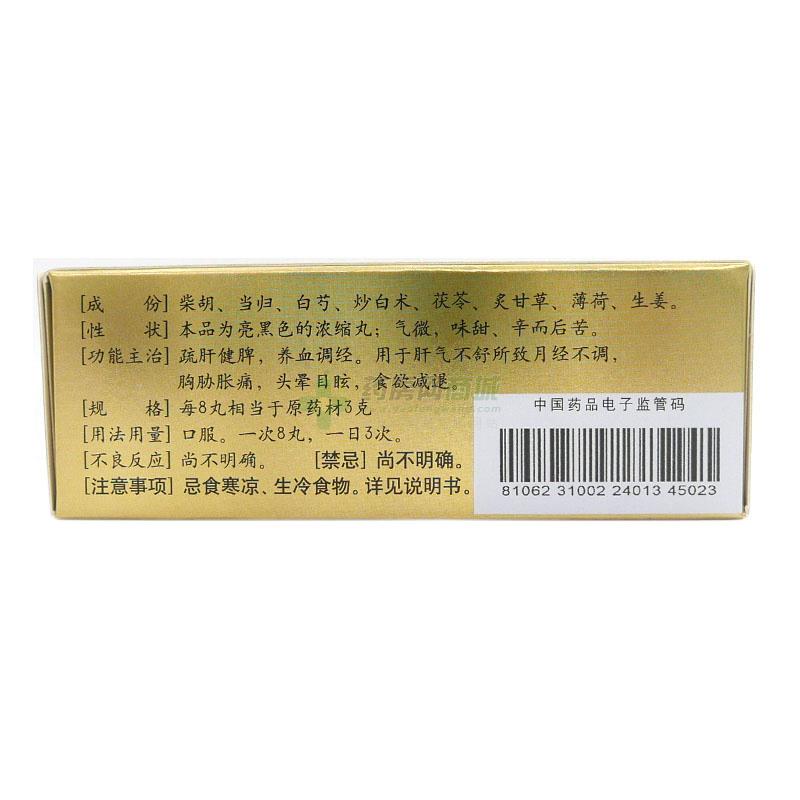 [成 份] 柴胡、当归、白芍、炒白术、茯苓、炙甘草、薄荷、生姜。
[性 状] 本品为亮黑色的浓缩丸；气微，味甜、辛而后苦。
[功能主治] 疏肝健脾，养血调经。用于肝气不舒所致月经不调，
胸胁胀痛，头晕目眩，食欲减退。
药房网商城
[规 格] 每8丸相当于原药材3克
[用法用量] 口服。一次8丸，一日3次。
[不良反应] 尚不明确。 [禁忌] 尚不明确。
[注意事项] 忌食寒凉、生冷食物。详见说明书。
中国药品电子监管码
81062 31002 24013 45023